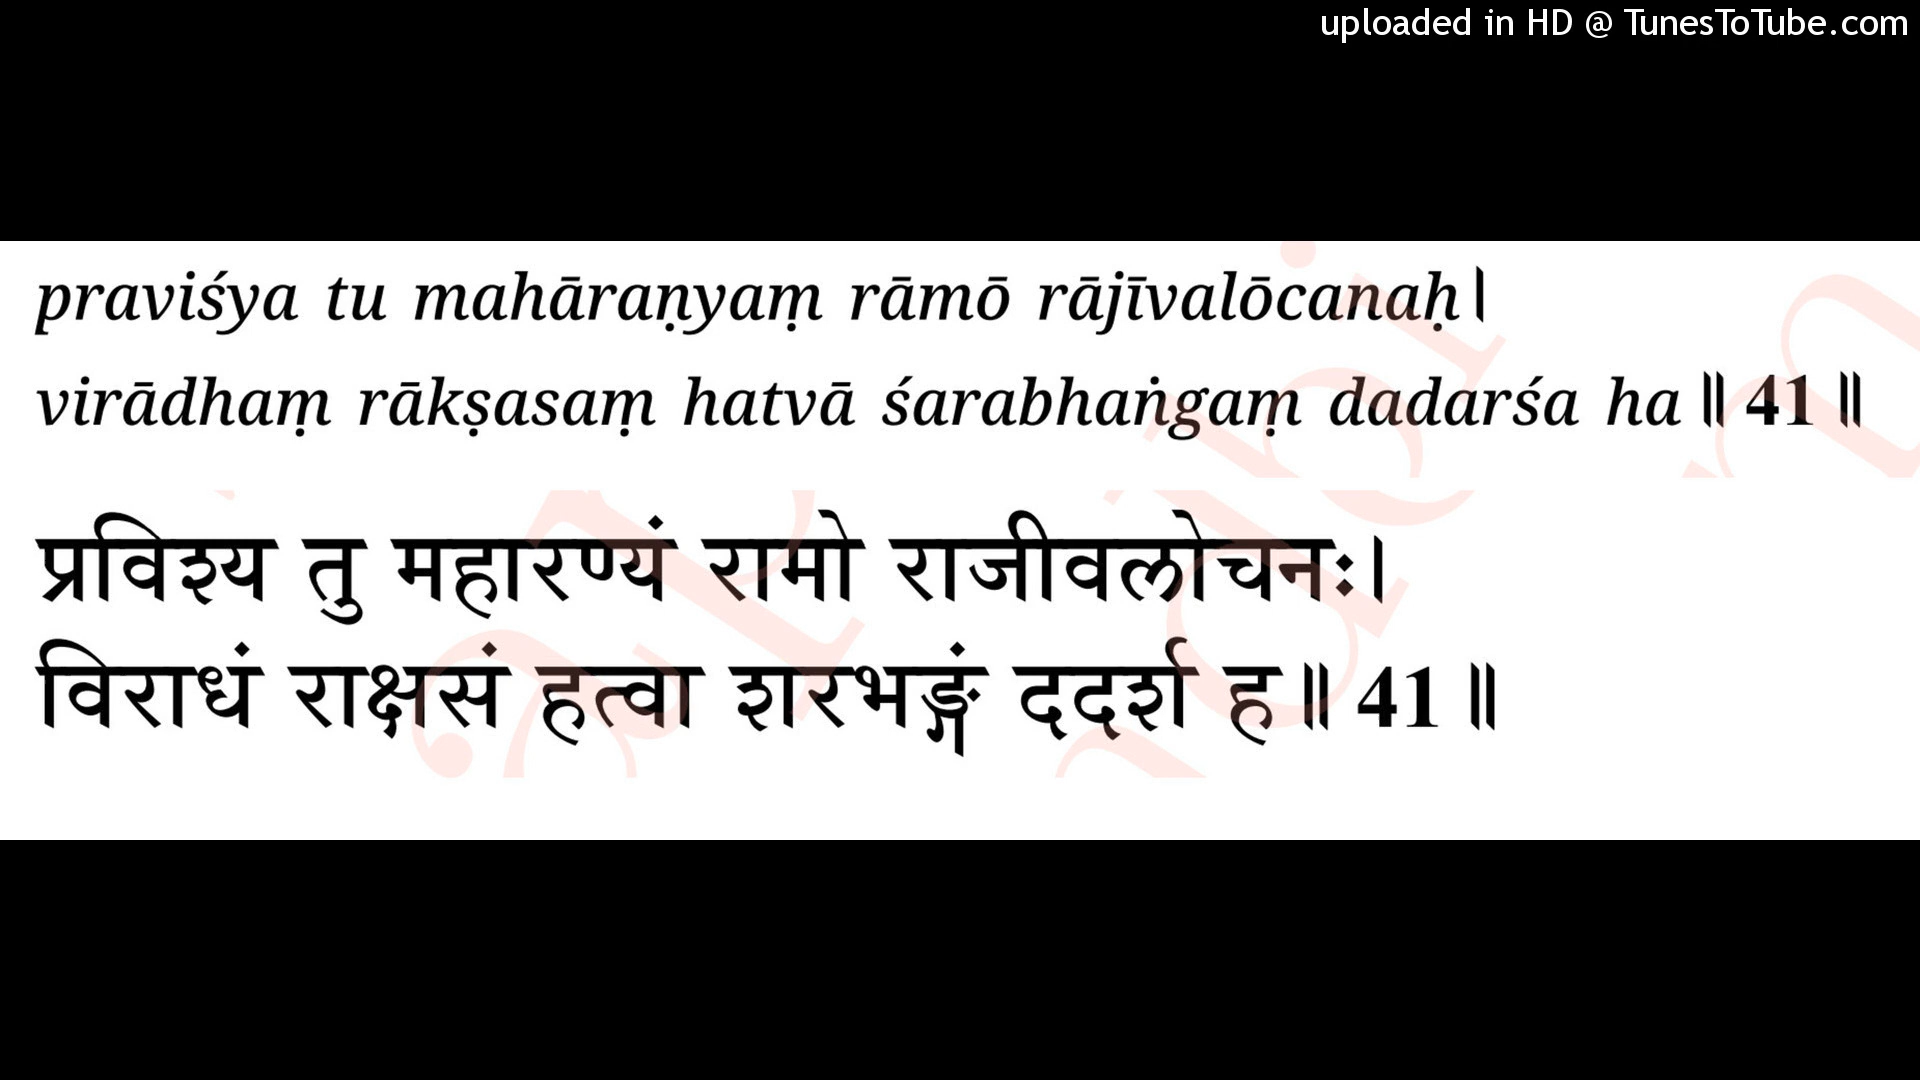 uploaded in HD @ TunesToTube.com
praviśya tu mahāraṇyaṃ rāmō rājīvalōcanaḥ।
virādhaṃ rākṣasaṃ hatvā śarabhaṅgaṃ dadarśa ha॥41॥
प्रविश्य तु महारण्यं रामो राजीवलोचनः।
विराधं राक्षसं हत्वा शरभङ्गं ददर्श ह॥41॥